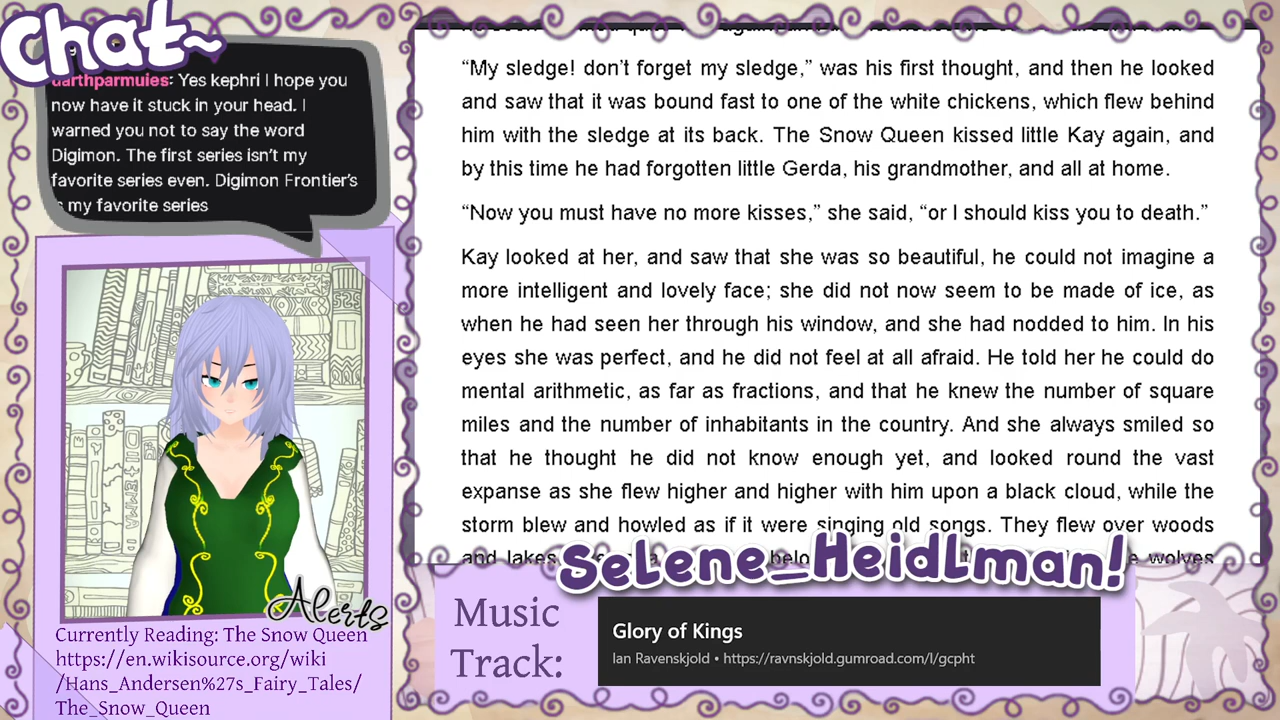 Chat~
darthparmuies: Yes kephri I hope you
now have it stuck in your head. I
warned you not to say the word
Digimon. The first series isn't my
favorite series even. Digimon Frontier's
is my favorite series
“My sledge! don't forget my sledge,” was his first thought, and then he looked
and saw that it was bound fast to one of the white chickens, which flew behind
him with the sledge at its back. The Snow Queen kissed little Kay again, and
by this time he had forgotten little Gerda, his grandmother, and all at home.
“Now you must have no more kisses,” she said, “or I should kiss you to death.”
Kay looked at her, and saw that she was so beautiful, he could not imagine a
more intelligent and lovely face; she did not now seem to be made of ice, as
when he had seen her through his window, and she had nodded to him. In his
eyes she was perfect, and he did not feel at all afraid. He told her he could do
mental arithmetic, as far as fractions, and that he knew the number of square
miles and the number of inhabitants in the country. And she always smiled so
that he thought he did not know enough yet, and looked round the vast
expanse as she flew higher and higher with him upon a black cloud, while the
storm blew and howled as if it were singing old songs. They flew over woods
and lakes wolves
Selene_Heidlman!
Alerts
Currently Reading: The Snow Queen
https://en.wikisource.org/wiki
/Hans_Andersen%27s_Fairy_Tales/
The_Snow_Queen
Music
Track:
Glory of Kings
Ian Ravenskjold • https://ravnskjold.gumroad.com/l/gcpht